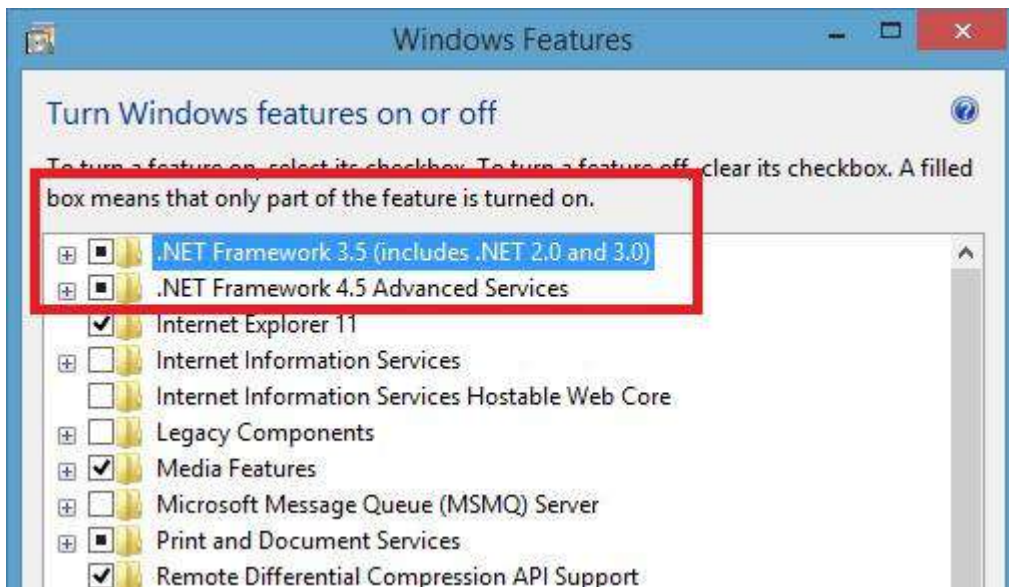 Windows Features
Turn Windows features on or off
To turn a feature on, select its checkbox. To turn a feature off, clear its checkbox. A filled
box means that only part of the feature is turned on.
.NET Framework 3.5 (includes .NET 2.0 and 3.0)
.NET Framework 4.5 Advanced Services
Internet Explorer 11
Internet Information Services
Internet Information Services Hostable Web Core
Legacy Components
Media Features
Microsoft Message Queue (MSMQ) Server
Print and Document Services
Remote Differential Compression API Support